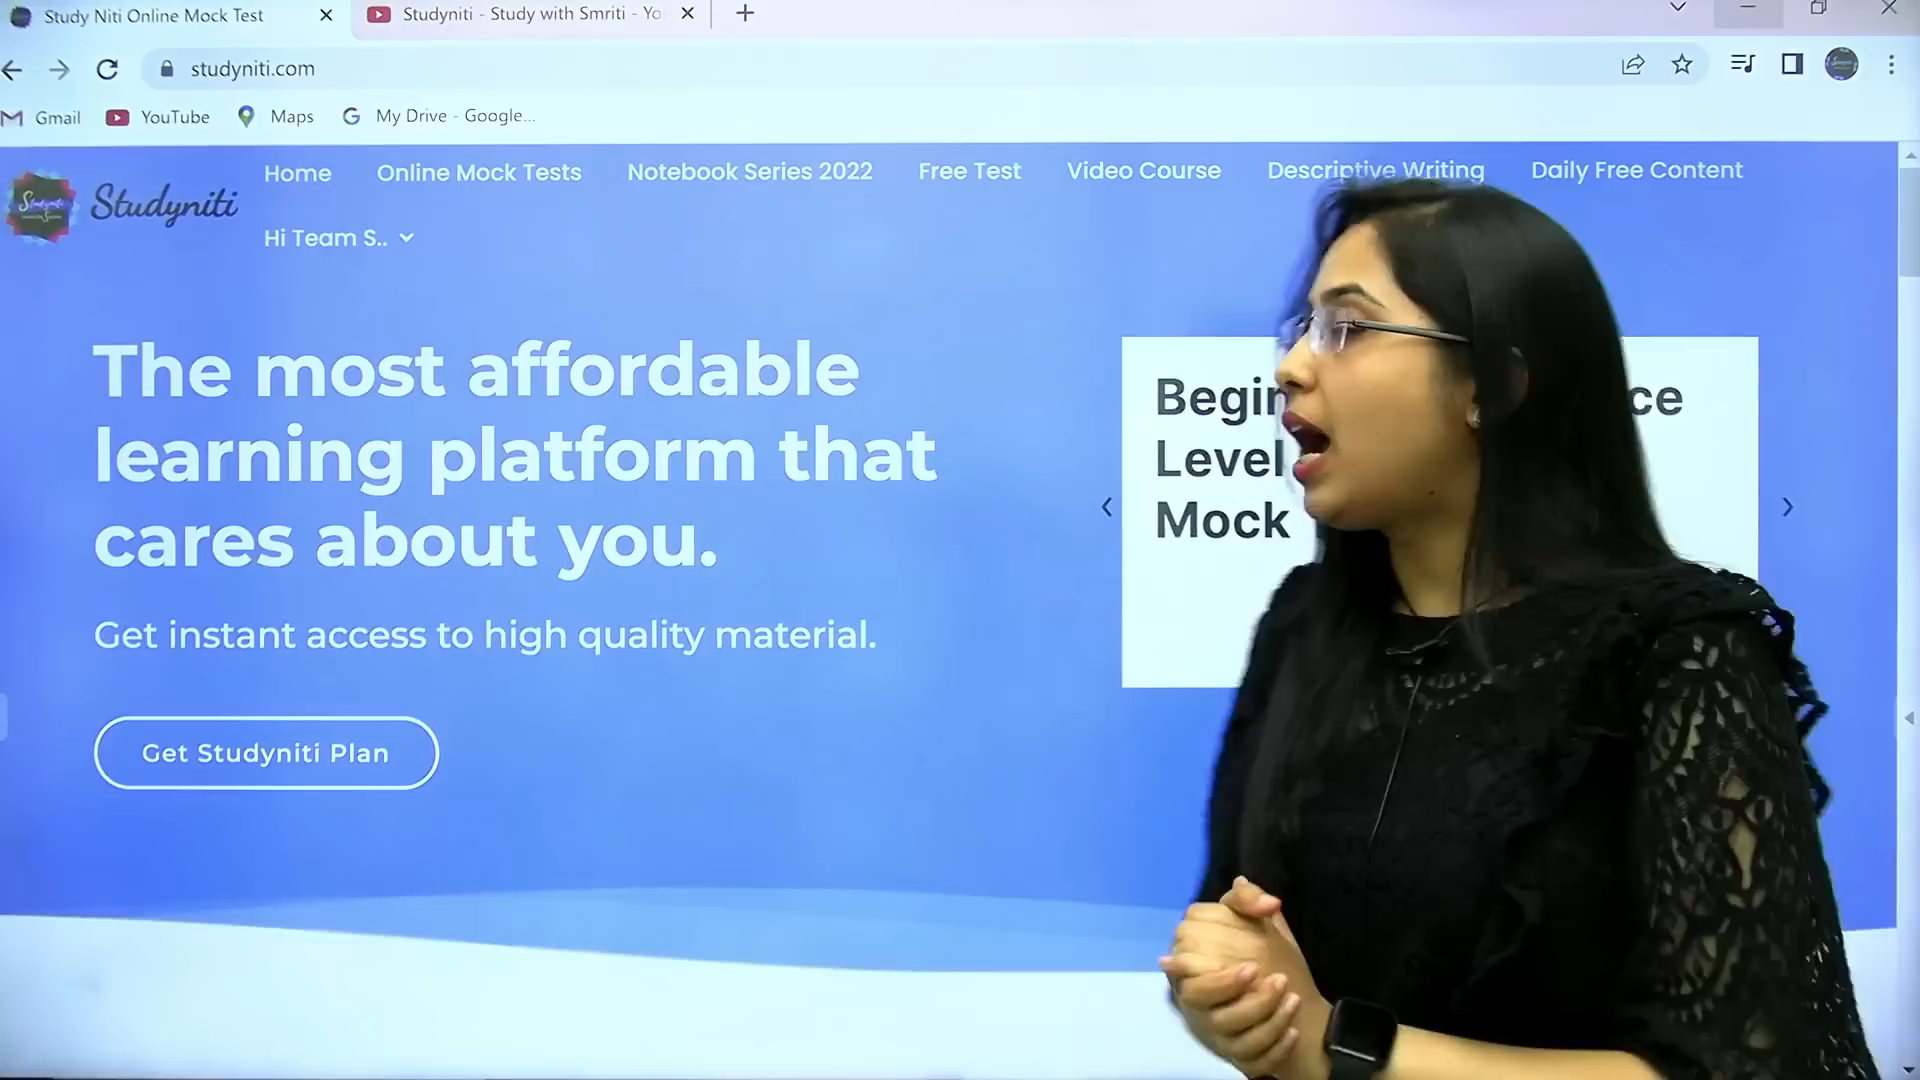 Study Niti Online Mock Test
Studyniti - Study with Smriti - Yo
studyniti.com
Gmail
YouTube
Maps
My Drive - Google...
Studyniti
Home
Online Mock Tests
Notebook Series 2022
Free Test
Video Course
Descriptive Writing
Daily Free Content
Hi Team S..
The most affordable
learning platform that
cares about you.
Get instant access to high quality material.
Get Studyniti Plan
Level
Mock